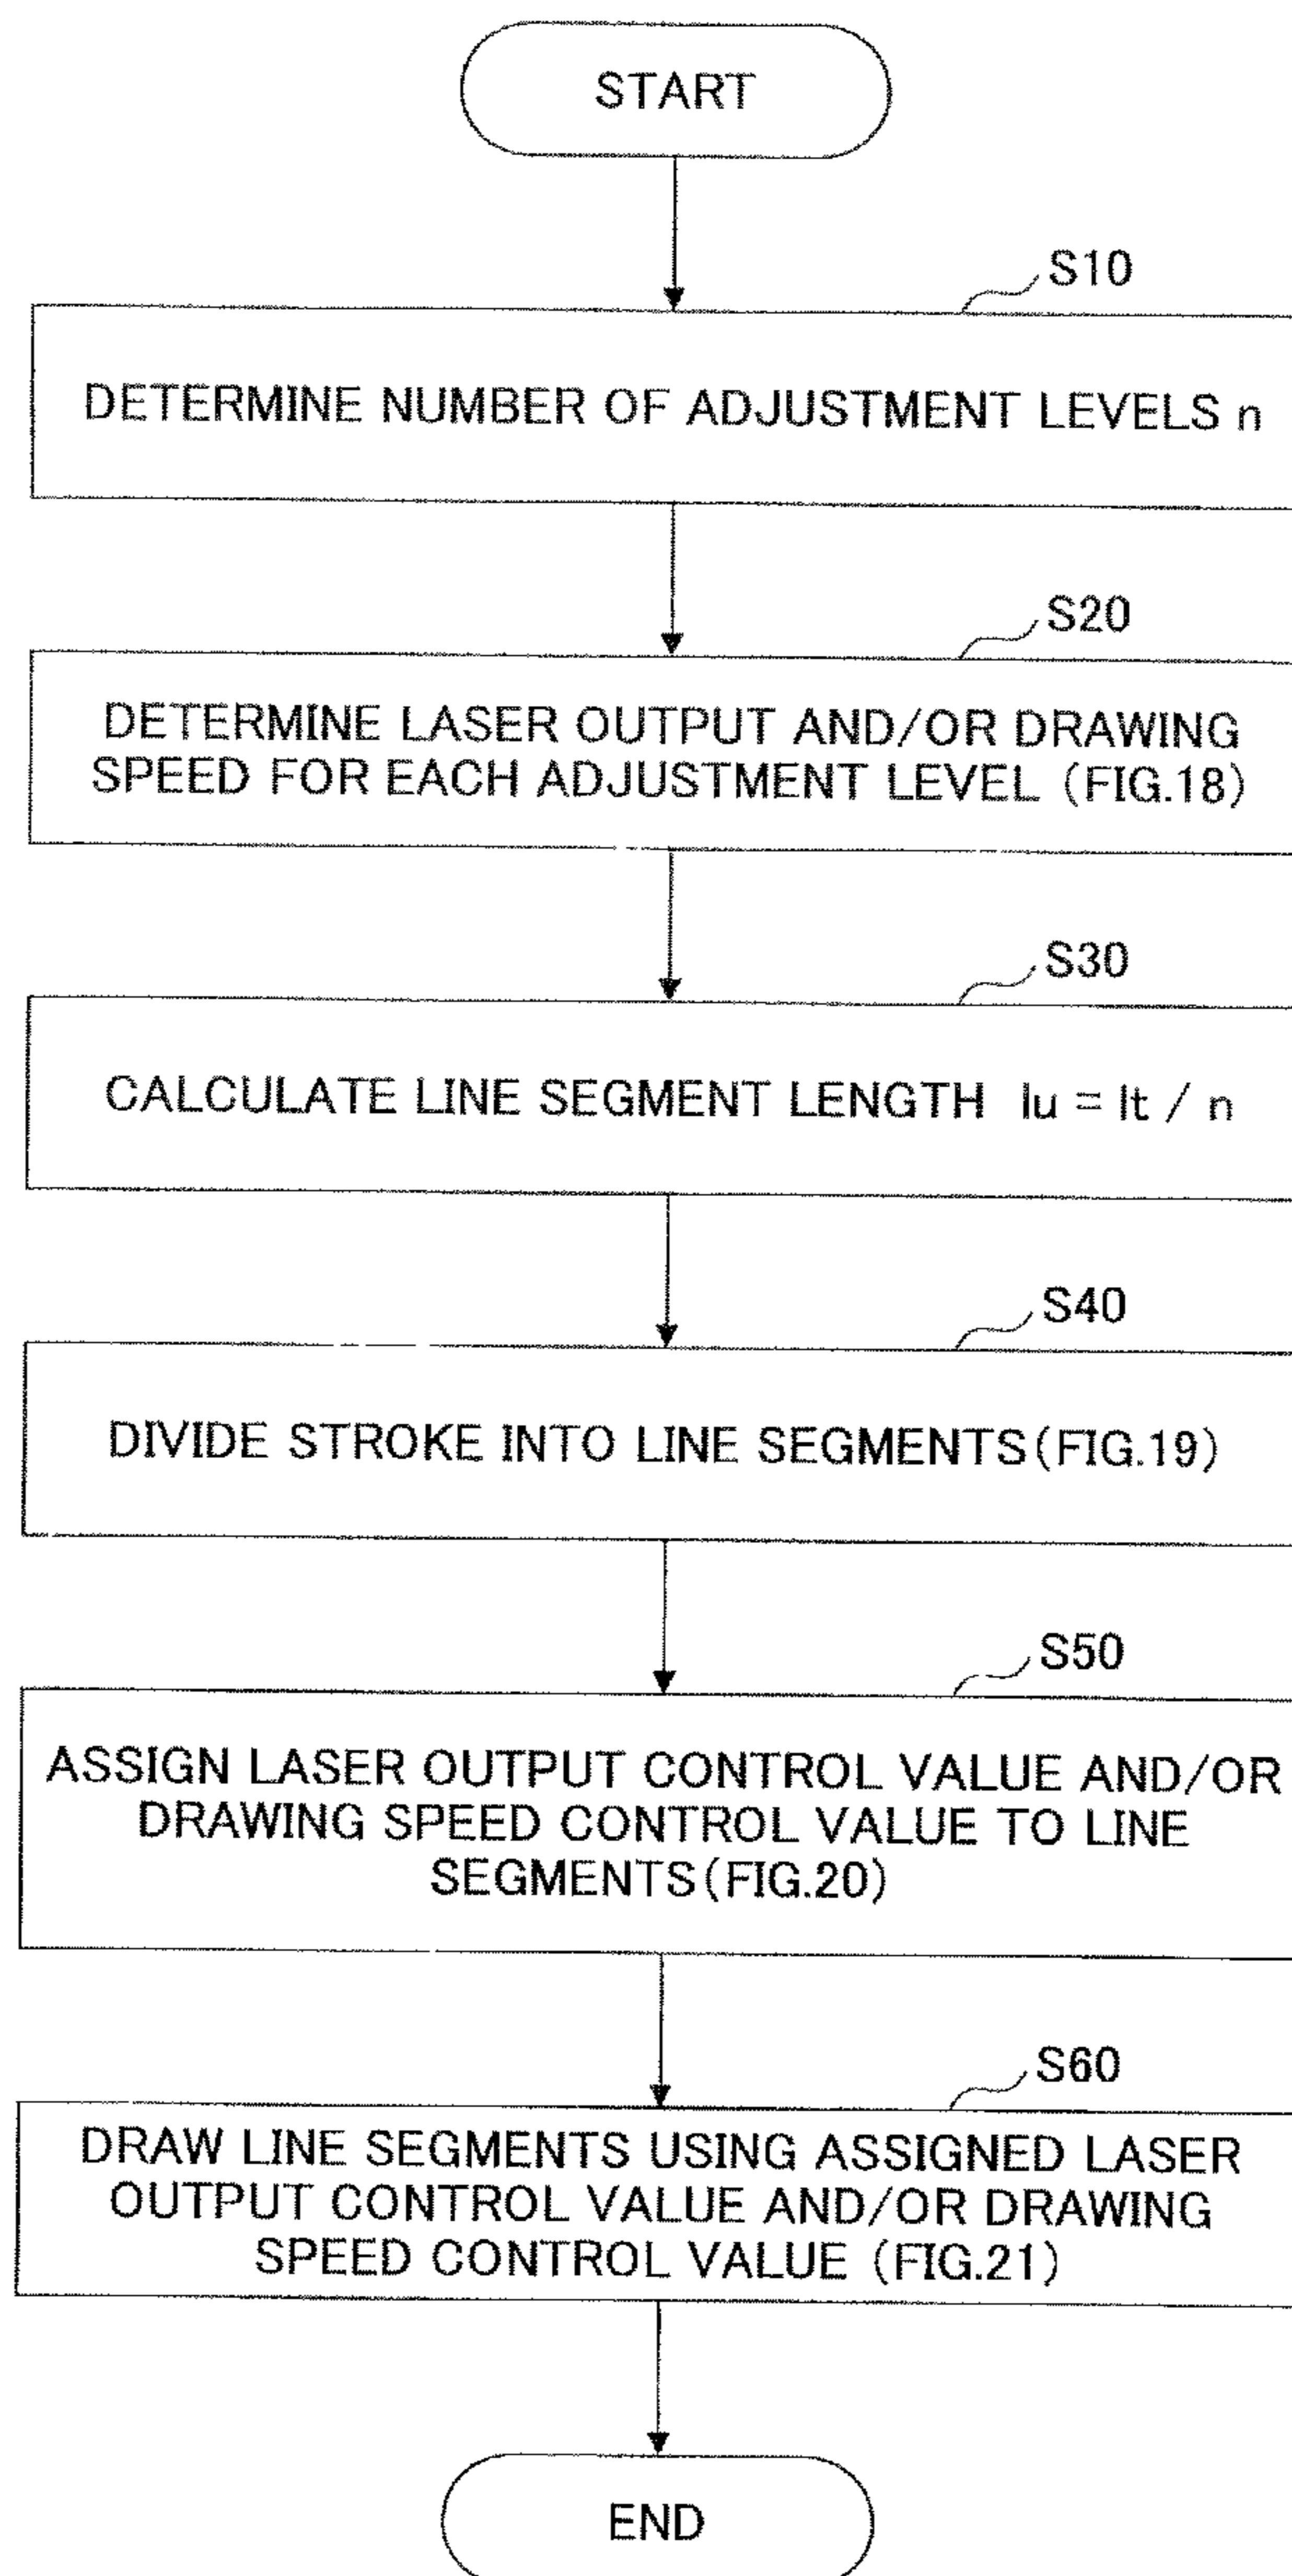 START
S10
DETERMINE NUMBER OF ADJUSTMENT LEVELS n
S20
DETERMINE LASER OUTPUT AND/OR DRAWING
SPEED FOR EACH ADJUSTMENT LEVEL (FIG.18)
S30
CALCULATE LINE SEGMENT LENGTH lu = lt / n
S40
DIVIDE STROKE INTO LINE SEGMENTS(FIG.19)
S50
ASSIGN LASER OUTPUT CONTROL VALUE AND/OR
DRAWING SPEED CONTROL VALUE TO LINE
SEGMENTS(FIG.20)
S60
DRAW LINE SEGMENTS USING ASSIGNED LASER
OUTPUT CONTROL VALUE AND/OR DRAWING
SPEED CONTROL VALUE (FIG.21)
END